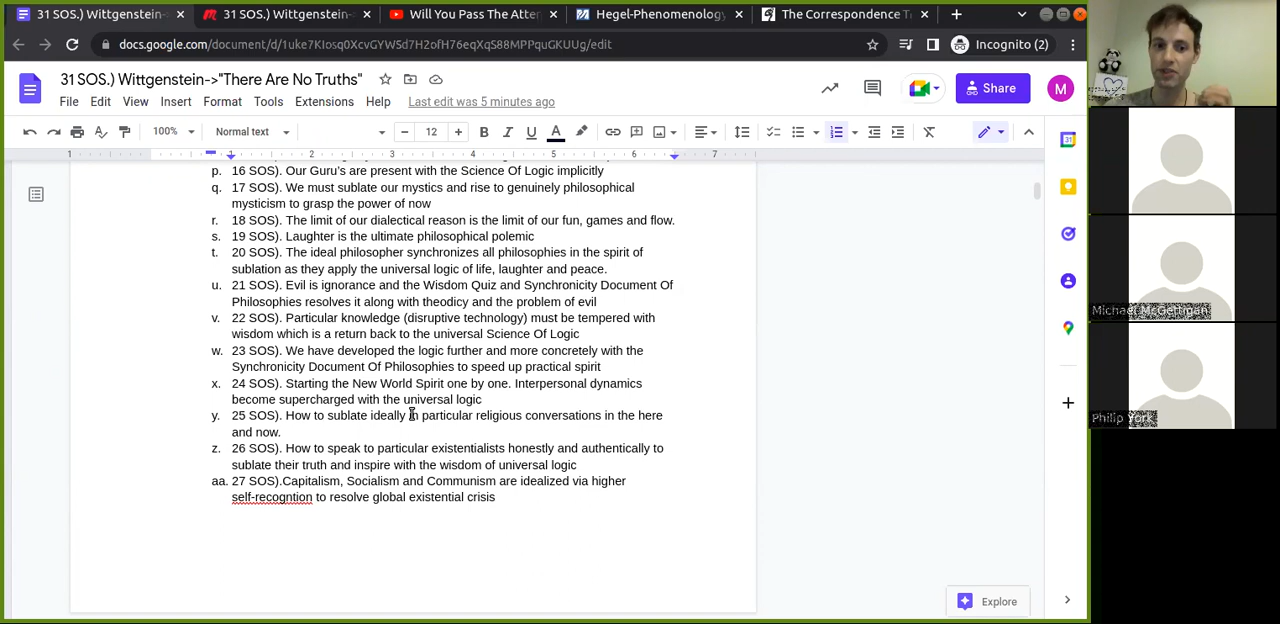 31 SOS.) Wittgenstein-
31 SOS.) Wittgenstein-
Will You Pass The Atte
Hegel-Phenomenology
The Correspondence T
docs.google.com/document/d/1uke7KIosq0XcvGYW5d7H2ofH76eqXqS88MPPquGKUUg/edit
Incognito (2)
31 SOS.) Wittgenstein->"There Are No Truths"
File Edit View Insert Format Tools Extensions Help Last edit was 5 minutes ago
Share
M
100% Normal text 12
1 1 2 3 4 5 6 7
p. 16 SOS). Our Guru's are present with the Science Of Logic implicitly
q. 17 SOS). We must sublate our mystics and rise to genuinely philosophical
mysticism to grasp the power of now
r. 18 SOS). The limit of our dialectical reason is the limit of our fun, games and flow.
s. 19 SOS). Laughter is the ultimate philosophical polemic
t. 20 SOS). The ideal philosopher synchronizes all philosophies in the spirit of
sublation as they apply the universal logic of life, laughter and peace.
u. 21 SOS). Evil is ignorance and the Wisdom Quiz and Synchronicity Document Of
Philosophies resolves it along with theodicy and the problem of evil
v. 22 SOS). Particular knowledge (disruptive technology) must be tempered with
wisdom which is a return back to the universal Science Of Logic
w. 23 SOS). We have developed the logic further and more concretely with the
Synchronicity Document Of Philosophies to speed up practical spirit
x. 24 SOS). Starting the New World Spirit one by one. Interpersonal dynamics
become supercharged with the universal logic
y. 25 SOS). How to sublate ideally in particular religious conversations in the here
and now.
z. 26 SOS). How to speak to particular existentialists honestly and authentically to
sublate their truth and inspire with the wisdom of universal logic
aa. 27 SOS).Capitalism, Socialism and Communism are idealized via higher
self-recogntion to resolve global existential crisis
Explore
31
Michael McGettigan
Philip York